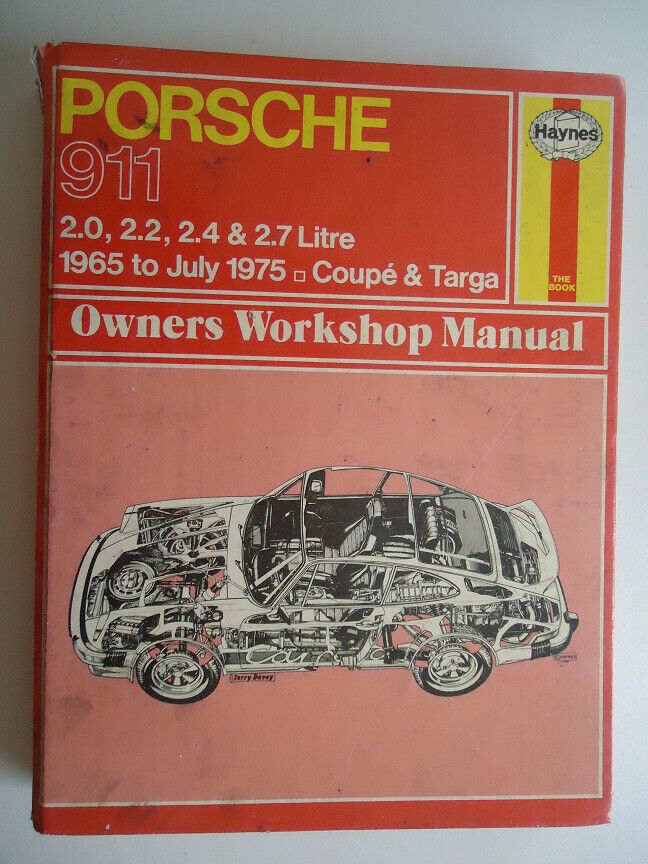 PORSCHE
911
2.0, 2.2, 2.4 & 2.7 Litre
1965 to July 1975 □ Coupé & Targa
Haynes
THE
BOOK
Owners Workshop Manual
Carrera
Terry Davey